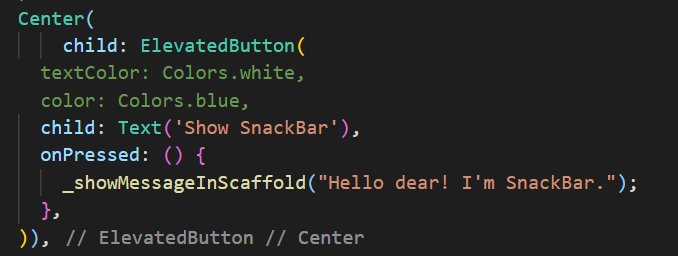 Center(
child: ElevatedButton(
textColor: Colors.white,
color: Colors.blue,
child: Text('Show SnackBar'),
onPressed: () {
_showMessageInScaffold("Hello dear! I'm SnackBar.");
},
)), // ElevatedButton // Center